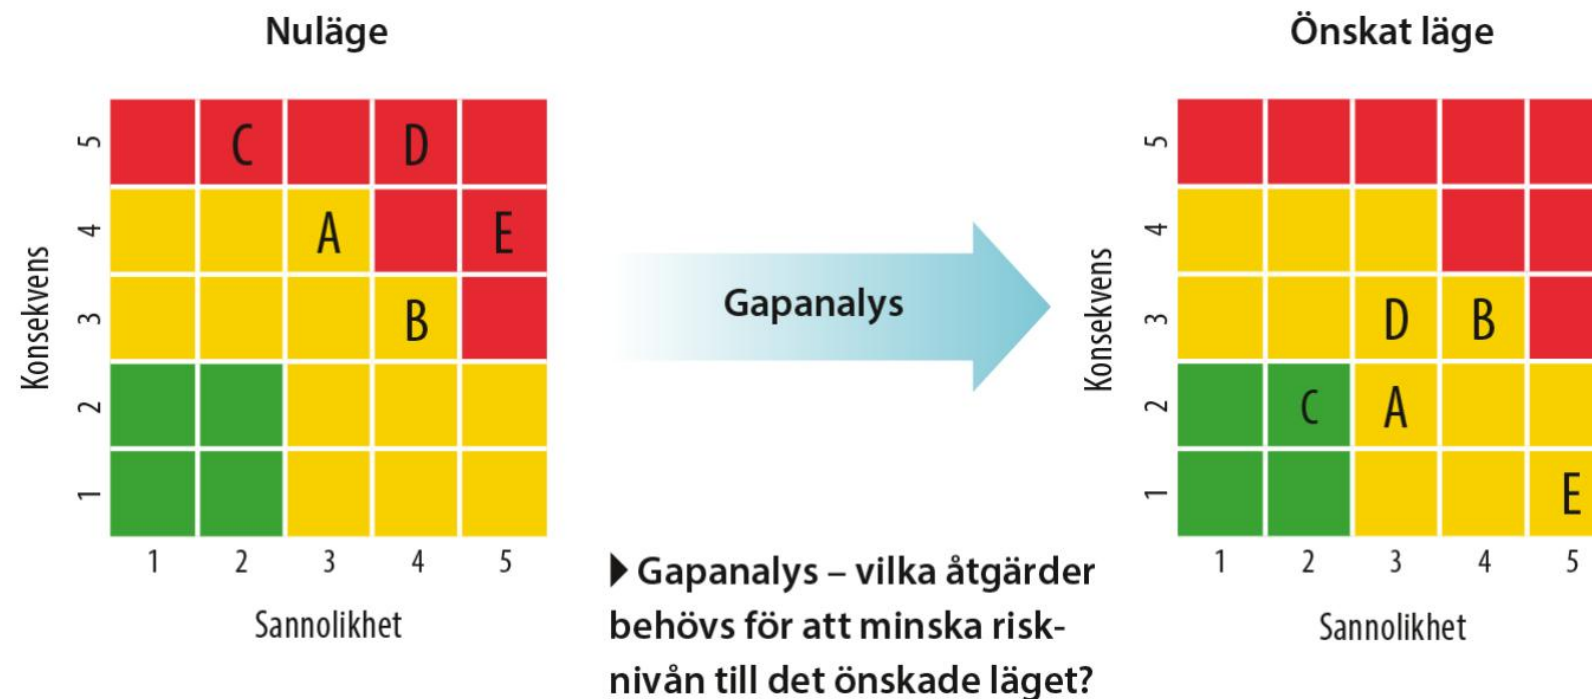 Nuläge
Konsekvens
5
C
D
4
A
E
3
B
2
1
1 2 3 4 5
Sannolikhet
Gapanalys
▶ Gapanalys – vilka åtgärder
behövs för att minska risk-
nivån till det önskade läget?
Önskat läge
Konsekvens
5
4
3
D
B
2
C
A
1
E
1 2 3 4 5
Sannolikhet